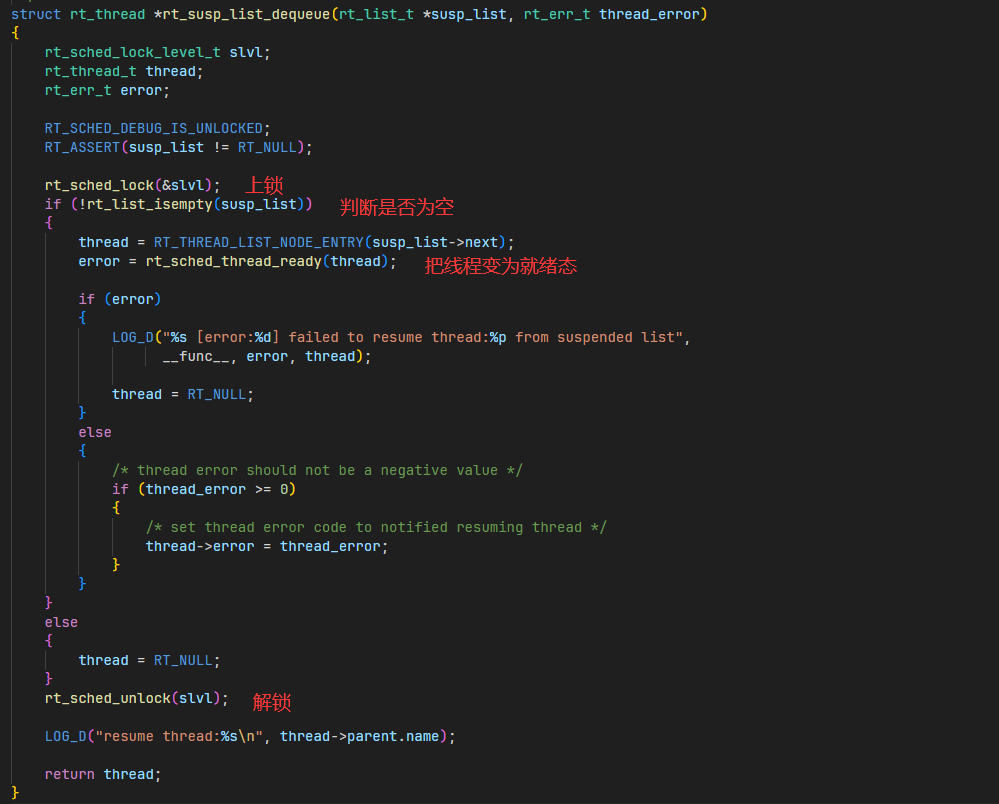 struct rt_thread *rt_susp_list_dequeue(rt_list_t *susp_list, rt_err_t thread_error)
{
    rt_sched_lock_level_t slvl;
    rt_thread_t thread;
    rt_err_t error;

    RT_SCHED_DEBUG_IS_UNLOCKED;
    RT_ASSERT(susp_list != RT_NULL);

    rt_sched_lock(&slvl); 上锁
    if (!rt_list_isempty(susp_list)) 判断是否为空
    {
        thread = RT_THREAD_LIST_NODE_ENTRY(susp_list->next);
        error = rt_sched_thread_ready(thread); 把线程变为就绪态

        if (error)
        {
            LOG_D("%s [error:%d] failed to resume thread:%p from suspended list",
                  __func__, error, thread);

            thread = RT_NULL;
        }
        else
        {
            /* thread error should not be a negative value */
            if (thread_error >= 0)
            {
                /* set thread error code to notified resuming thread */
                thread->error = thread_error;
            }
        }
    }
    else
    {
        thread = RT_NULL;
    }
    rt_sched_unlock(slvl); 解锁

    LOG_D("resume thread:%s\n", thread->parent.name);

    return thread;
}